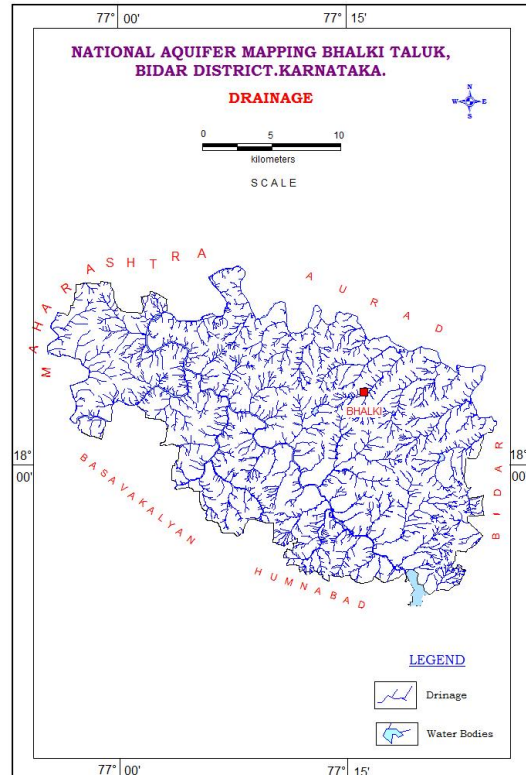 77° 00' 77° 15'
NATIONAL AQUIFER MAPPING BHALKI TALUK,
BIDAR DISTRICT.KARNATAKA.
DRAINAGE
N
W E
S
0 5 10
kilometers
SCALE
MAHARASHTRA
AURAD
BHALKI
18° 18°
00' 00'
BIDAR
BASAVAKALYAN
HUMNABAD
LEGEND
Drinage
Water Bodies
77° 00' 77° 15'